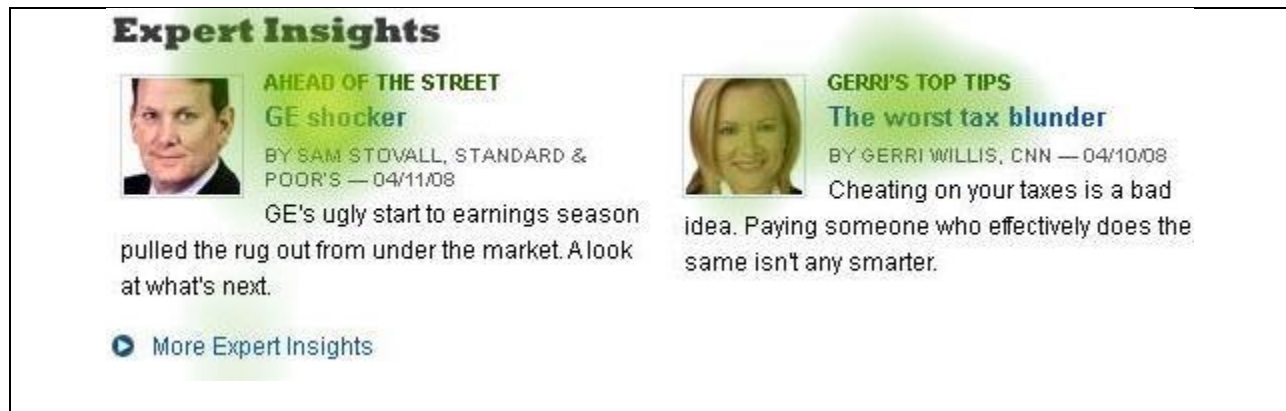 Expert Insights
AHEAD OF THE STREET
GE shocker
BY SAM STOVALL, STANDARD &
POOR'S — 04/11/08
GE's ugly start to earnings season
pulled the rug out from under the market. A look
at what's next.
GERRI'S TOP TIPS
The worst tax blunder
BY GERRI WILLIS, CNN — 04/10/08
Cheating on your taxes is a bad
idea. Paying someone who effectively does the
same isn't any smarter.
More Expert Insights